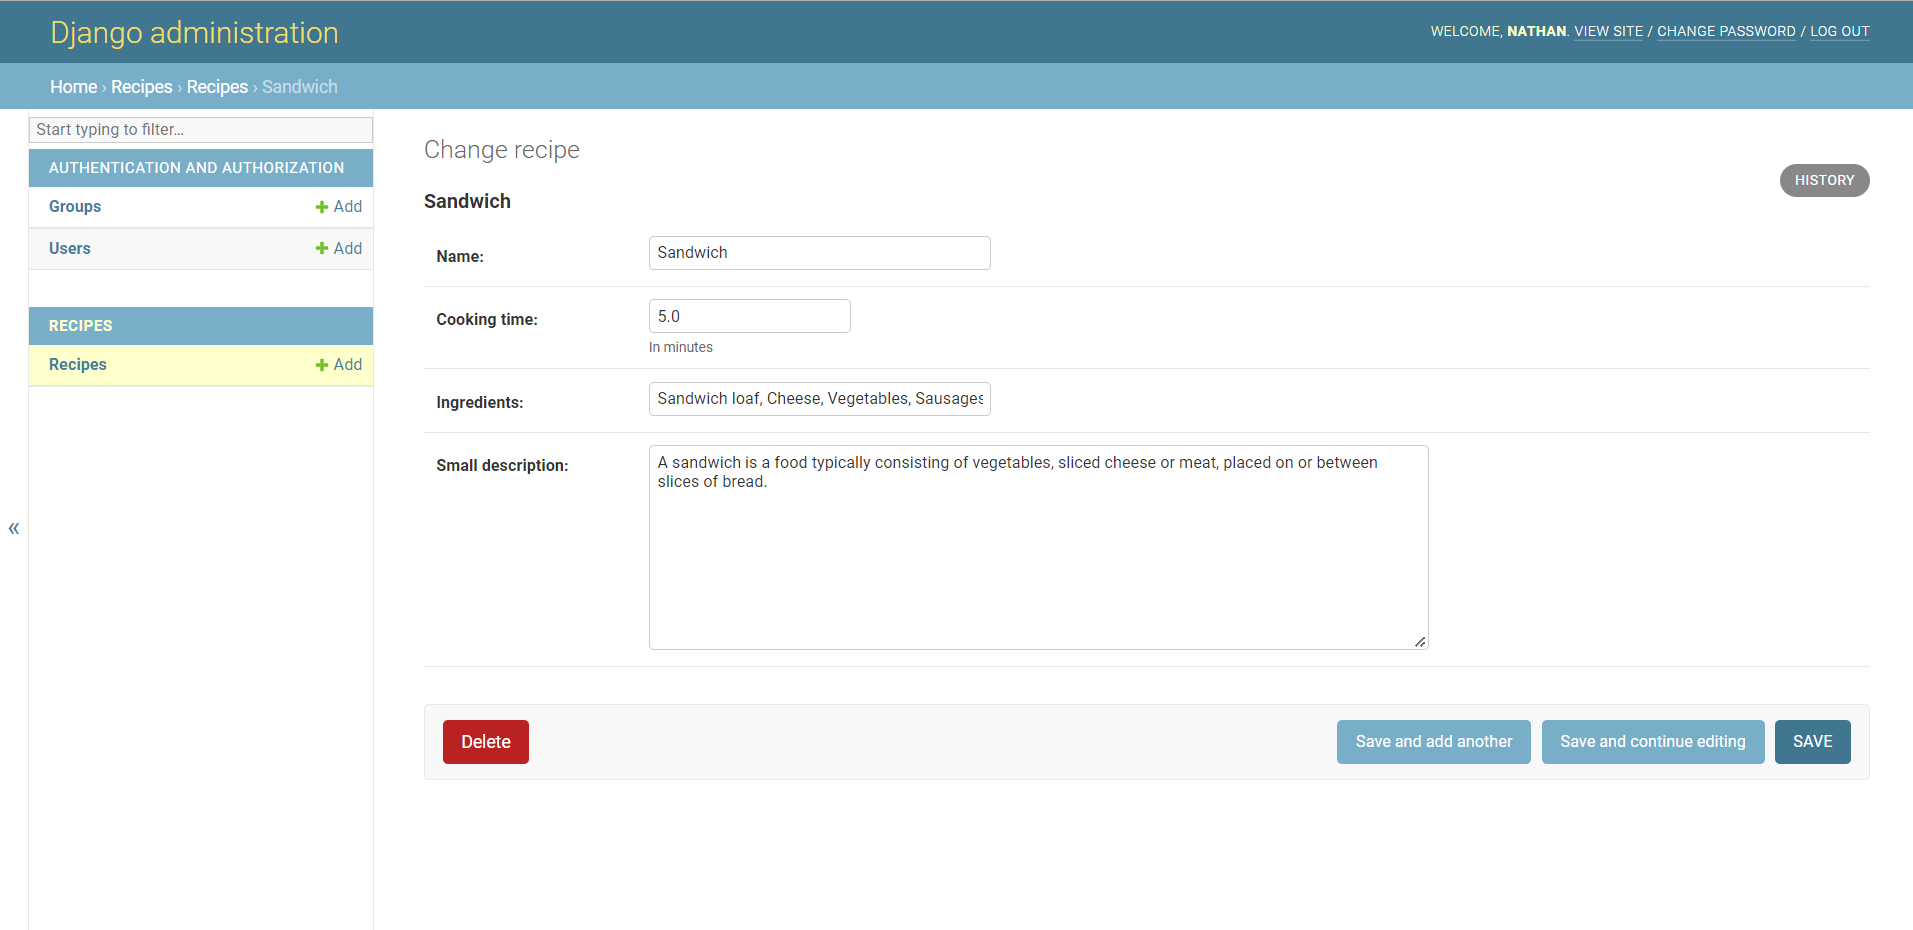 Django administration
WELCOME, NATHAN. VIEW SITE / CHANGE PASSWORD / LOG OUT
Home › Recipes › Recipes › Sandwich
Start typing to filter...
AUTHENTICATION AND AUTHORIZATION
Groups
Add
Users
Add
RECIPES
Recipes
Add
«
Change recipe
HISTORY
Sandwich
Name:
Sandwich
Cooking time:
5.0
In minutes
Ingredients:
Sandwich loaf, Cheese, Vegetables, Sausages
Small description:
A sandwich is a food typically consisting of vegetables, sliced cheese or meat, placed on or between
slices of bread.
Delete
Save and add another
Save and continue editing
SAVE